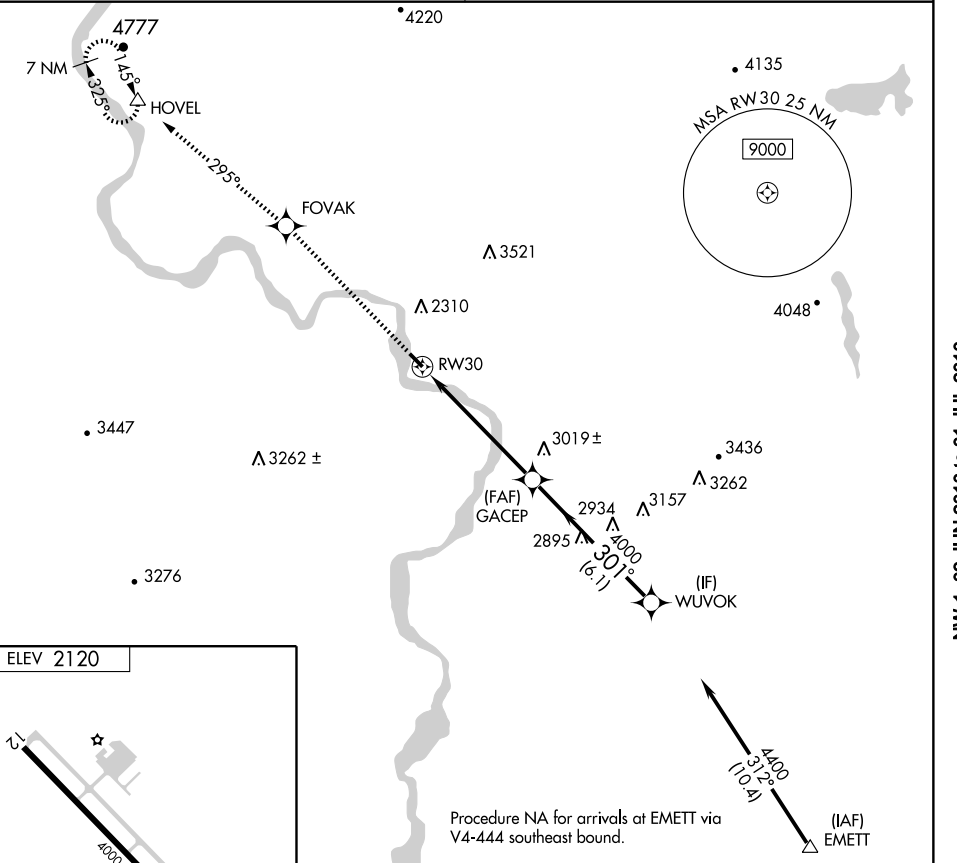 4777
4220
4135
7 NM
145°
325°
HOVEL
MSA RW30 25 NM
9000
295°
FOVAK
3521
2310
4048
RW30
3447
3262 ±
3019 ±
3436
3262
(FAF)
GACEP
2934
3157
2895
4000
301°
(6.1)
3276
(IF)
WUVOK
ELEV 2120
12
4000
4400
312°
(10.4)
Procedure NA for arrivals at EMETT via
V4-444 southeast bound.
(IAF)
EMETT